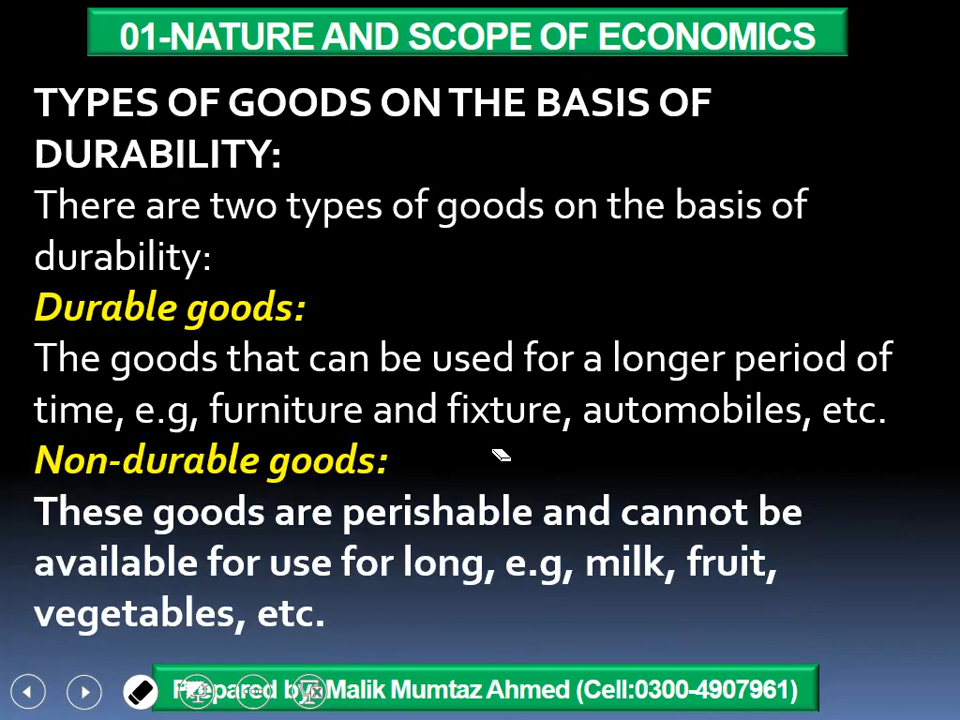 01-NATURE AND SCOPE OF ECONOMICS
TYPES OF GOODS ON THE BASIS OF
DURABILITY:
There are two types of goods on the basis of
durability:
Durable goods:
The goods that can be used for a longer period of
time, e.g, furniture and fixture, automobiles, etc.
Non-durable goods:
These goods are perishable and cannot be
available for use for long, e.g, milk, fruit,
vegetables, etc.
Prepared by: Malik Mumtaz Ahmed (Cell:0300-4907961)